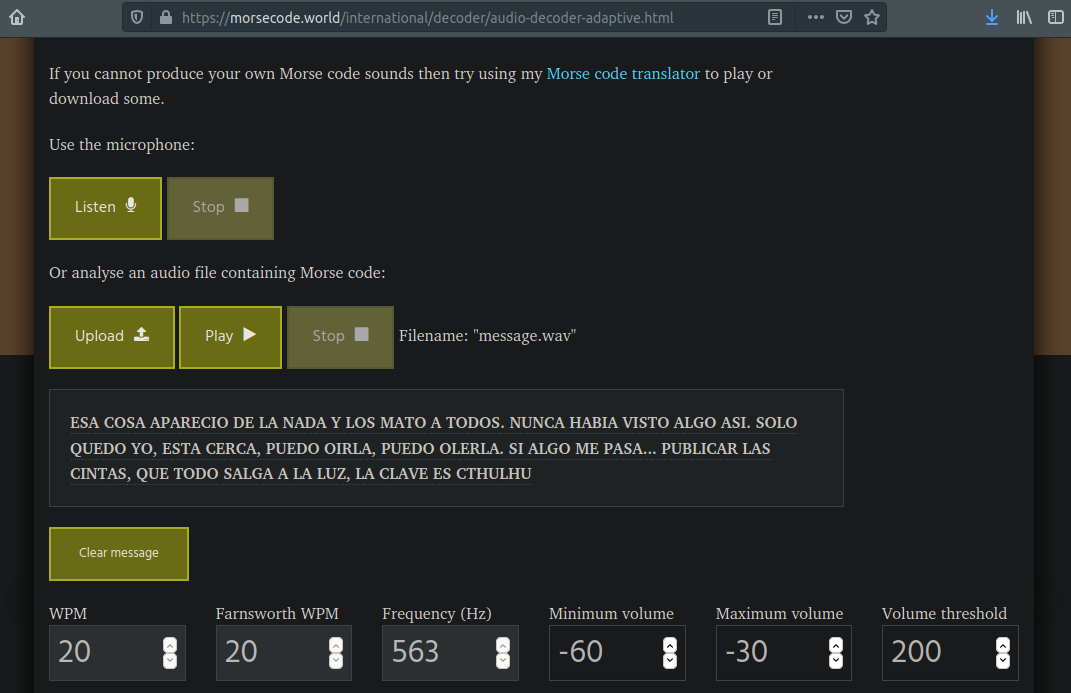 https://morsecode.world/international/decoder/audio-decoder-adaptive.html
If you cannot produce your own Morse code sounds then try using my Morse code translator to play or
download some.
Use the microphone:
Listen Stop
Or analyse an audio file containing Morse code:
Upload Play Stop Filename: "message.wav"
ESA COSA APARECIO DE LA NADA Y LOS MATO A TODOS. NUNCA HABIA VISTO ALGO ASI. SOLO
QUEDO YO, ESTA CERCA, PUEDO OIRLA, PUEDO OLERLA. SI ALGO ME PASA... PUBLICAR LAS
CINTAS, QUE TODO SALGA A LA LUZ, LA CLAVE ES CTHULHU
Clear message
WPM Farnsworth WPM Frequency (Hz) Minimum volume Maximum volume Volume threshold
20 20 563 -60 -30 200